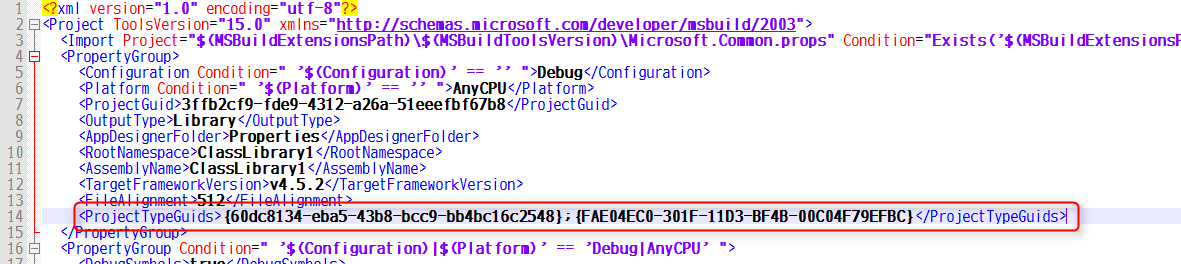 1 <?xml version="1.0" encoding="utf-8"?>
2 <Project ToolsVersion="15.0" xmlns="http://schemas.microsoft.com/developer/msbuild/2003">
3 <Import Project="$(MSBuildExtensionsPath)\$(MSBuildToolsVersion)\Microsoft.Common.props" Condition="Exists('$(MSBuildExtensionsP
4 <PropertyGroup>
5 <Configuration Condition=" '$(Configuration)' == '' ">Debug</Configuration>
6 <Platform Condition=" '$(Platform)' == '' ">AnyCPU</Platform>
7 <ProjectGuid>3ffb2cf9-fde9-4312-a26a-51eeefbf67b8</ProjectGuid>
8 <OutputType>Library</OutputType>
9 <AppDesignerFolder>Properties</AppDesignerFolder>
10 <RootNamespace>ClassLibrary1</RootNamespace>
11 <AssemblyName>ClassLibrary1</AssemblyName>
12 <TargetFrameworkVersion>v4.5.2</TargetFrameworkVersion>
13 <FileAlignment>512</FileAlignment>
14 <ProjectTypeGuids>{60dc8134-eba5-43b8-bcc9-bb4bc16c2548};{FAE04EC0-301F-11D3-BF4B-00C04F79EFBC}</ProjectTypeGuids>
15 </PropertyGroup>
16 <PropertyGroup Condition=" '$(Configuration)|$(Platform)' == 'Debug|AnyCPU' ">
17 <DebugSymbols>true</DebugSymbols>